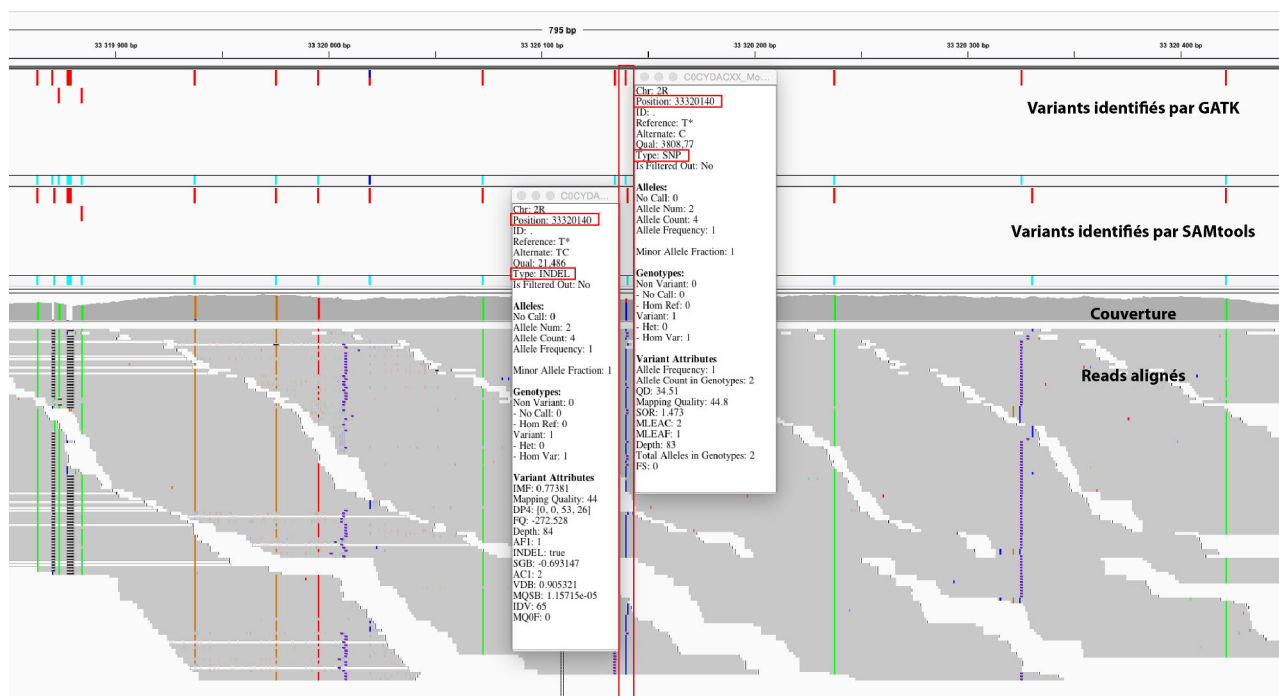 795 bp
33 319 900 bp
33 320 000 bp
33 320 100 bp
33 320 200 bp
33 320 300 bp
33 320 400 bp
Variants identifiés par GATK
C0CYDACXX_Mo...
Chr: 2R
Position: 33320140
ID: .
Reference: T*
Alternate: C
Qual: 3808,77
Type: SNP
Is Filtered Out: No
Alleles:
No Call: 0
Allele Num: 2
Allele Count: 4
Allele Frequency: 1
Minor Allele Fraction: 1
Genotypes:
Non Variant: 0
- No Call: 0
- Hom Ref: 0
Variant: 1
- Het: 0
- Hom Var: 1
Variant Attributes
Allele Frequency: 1
Allele Count in Genotypes: 2
QD: 34.51
Mapping Quality: 44.8
SOR: 1.473
MLEAC: 2
MLEAF: 1
Depth: 83
Total Alleles in Genotypes: 2
FS: 0
Variants identifiés par SAMtools
C0CYDA...
Chr: 2R
Position: 33320140
ID: .
Reference: T*
Alternate: TC
Qual: 21,486
Type: INDEL
Is Filtered Out: No
Alleles:
No Call: 0
Allele Num: 2
Allele Count: 4
Allele Frequency: 1
Minor Allele Fraction: 1
Genotypes:
Non Variant: 0
- No Call: 0
- Hom Ref: 0
Variant: 1
- Het: 0
- Hom Var: 1
Variant Attributes
IMF: 0.77381
Mapping Quality: 44
DP4: [0, 0, 53, 26]
FQ: -272.528
Depth: 84
AF1: 1
INDEL: true
SGB: -0.693147
AC1: 2
VDB: 0.905321
MQSB: 1.15715e-05
IDV: 65
MQ0F: 0
Couverture
Reads alignés